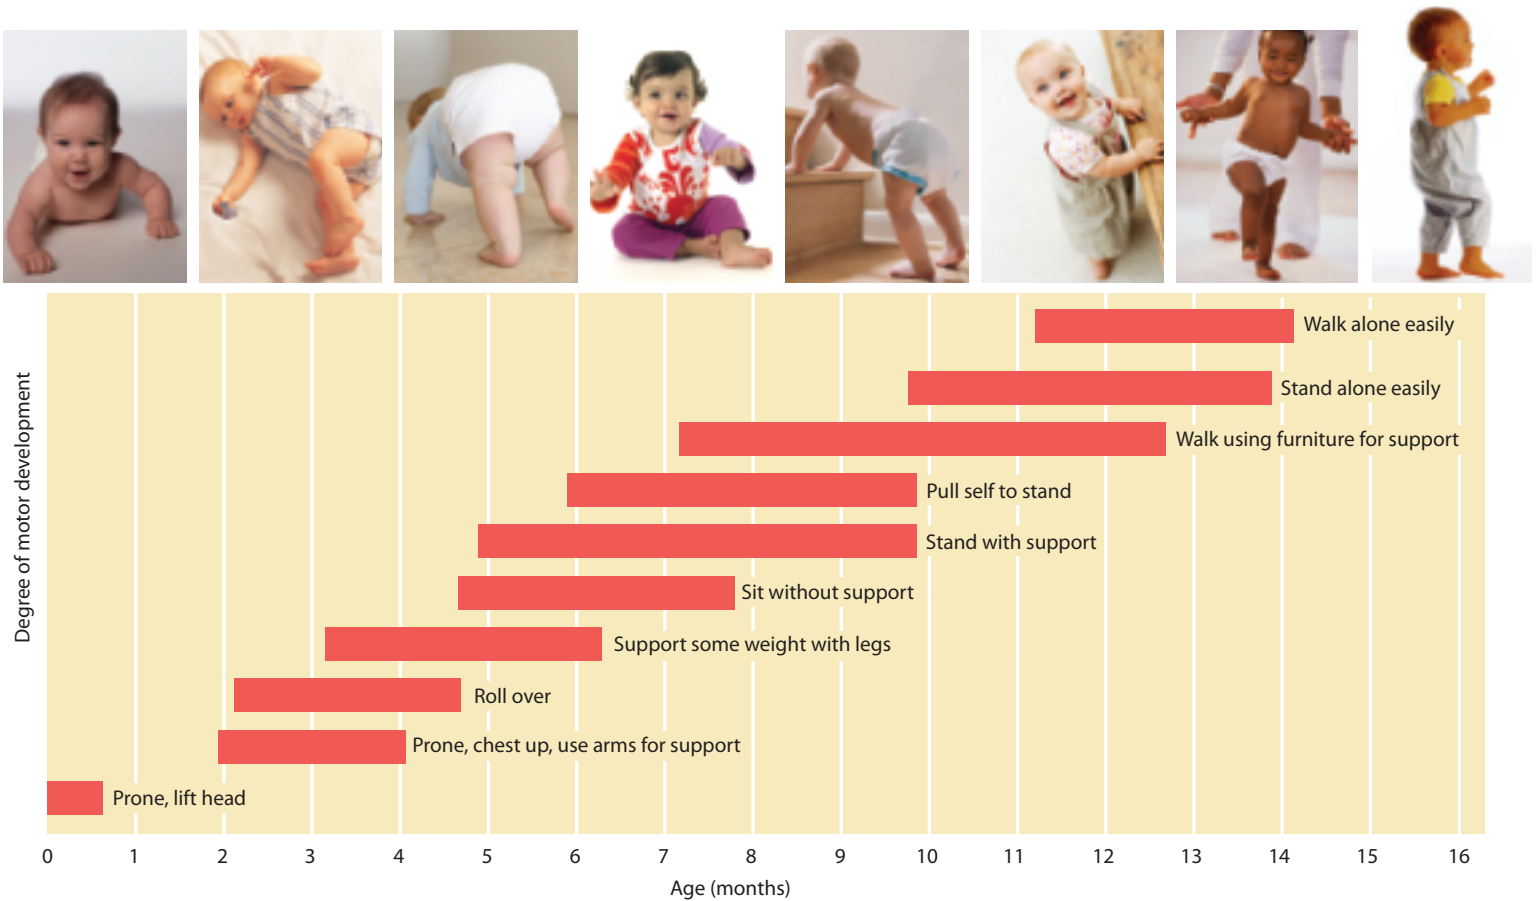 Walk alone easily
Stand alone easily
Walk using furniture for support
Pull self to stand
Stand with support
Sit without support
Support some weight with legs
Roll over
Prone, chest up, use arms for support
Prone, lift head
Degree of motor development
0 1 2 3 4 5 6 7 8 9 10 11 12 13 14 15 16
Age (months)